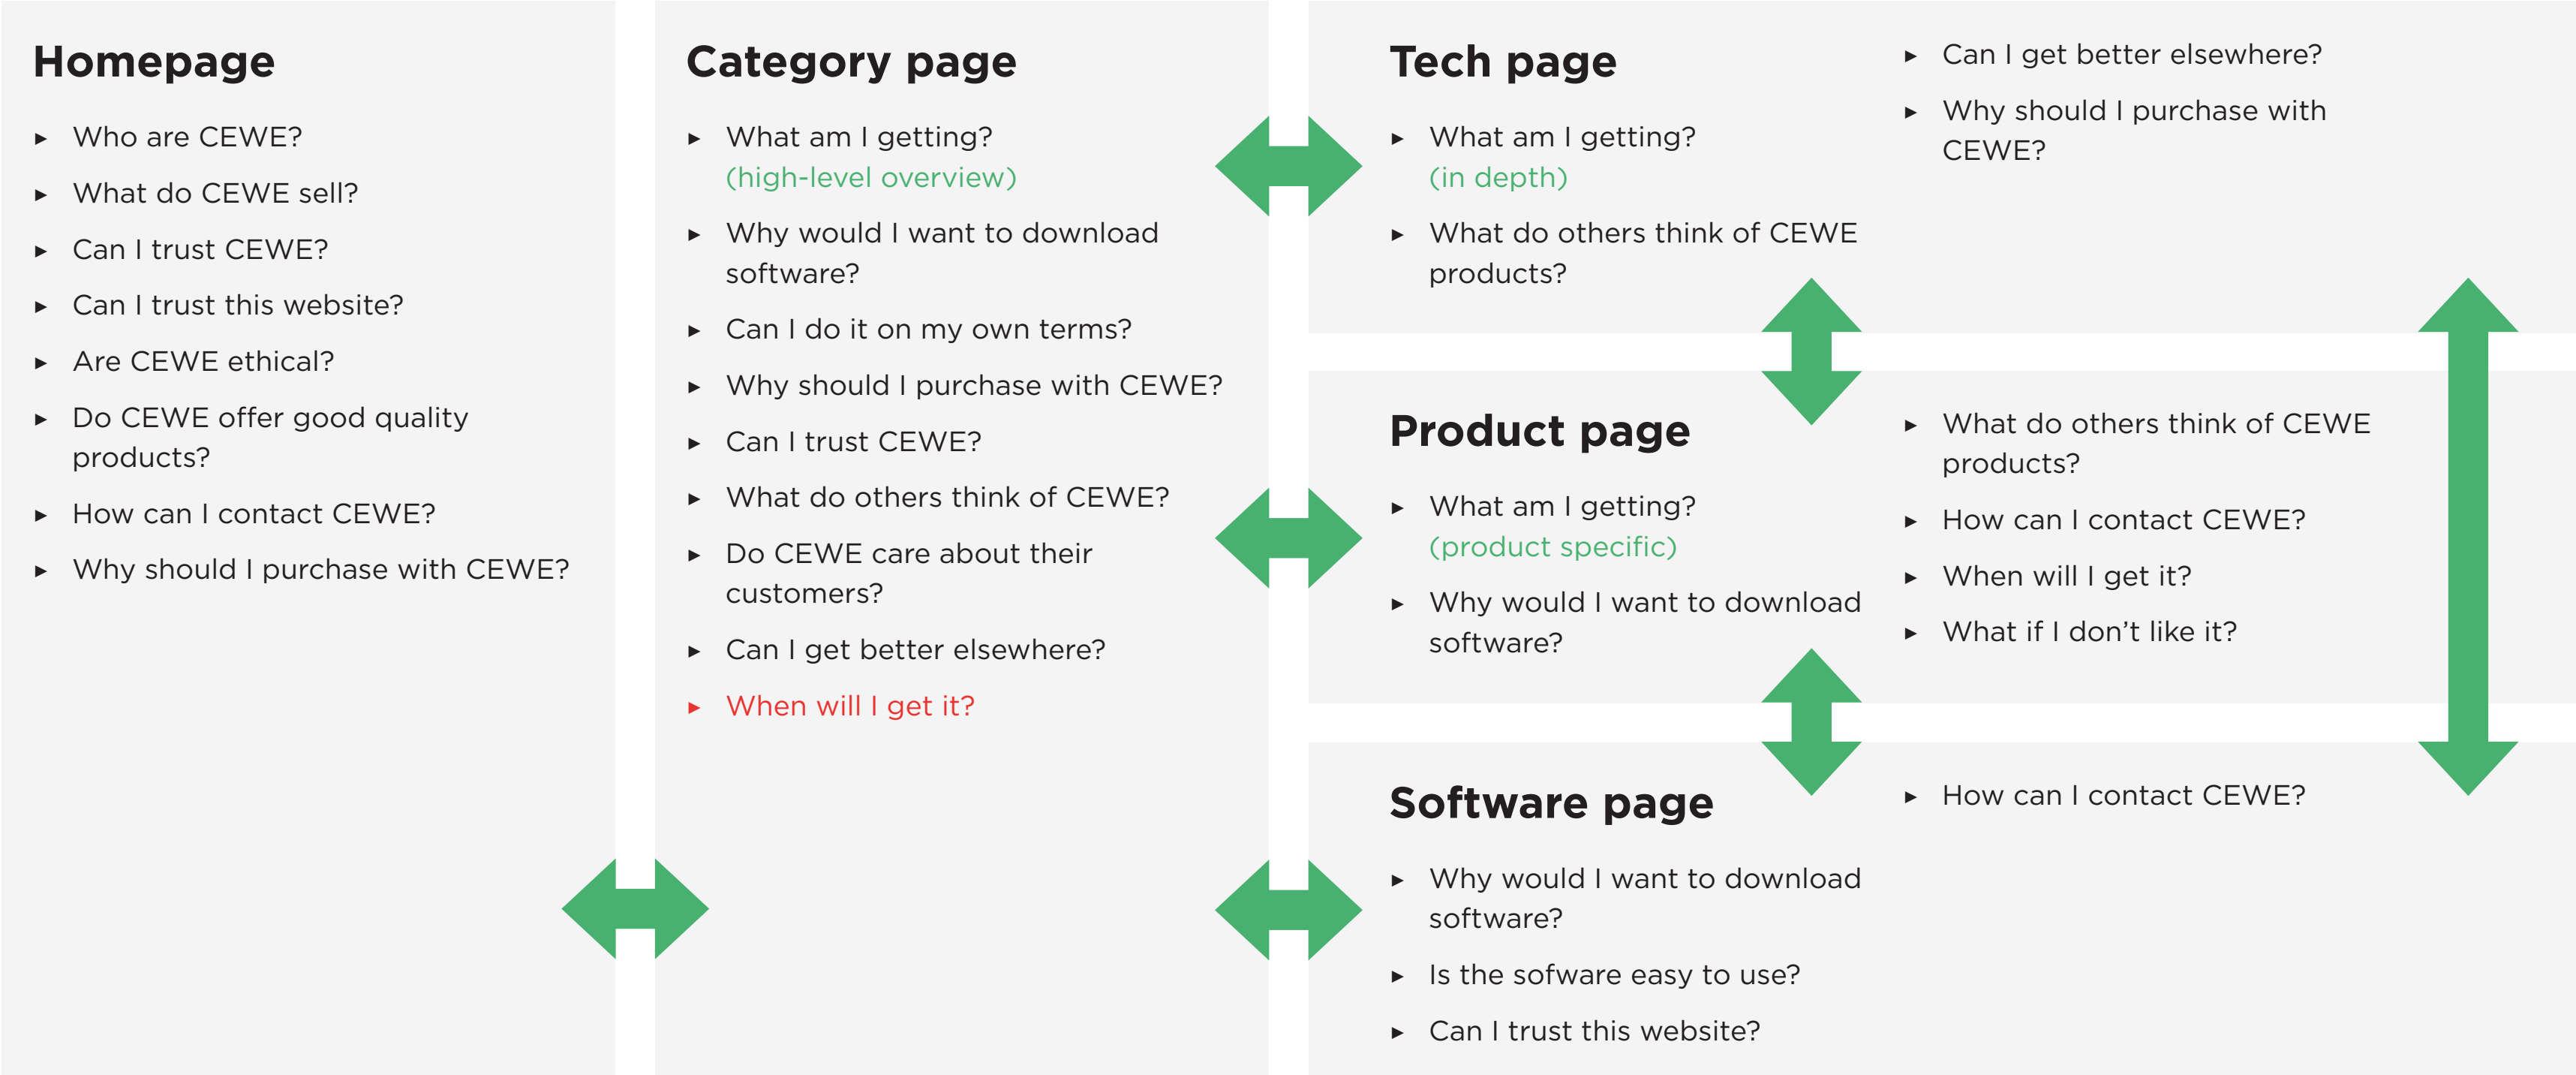 Homepage
▸ Who are CEWE?
▸ What do CEWE sell?
▸ Can I trust CEWE?
▸ Can I trust this website?
▸ Are CEWE ethical?
▸ Do CEWE offer good quality
products?
▸ How can I contact CEWE?
▸ Why should I purchase with CEWE?
Category page
▸ What am I getting?
(high-level overview)
▸ Why would I want to download
software?
▸ Can I do it on my own terms?
▸ Why should I purchase with CEWE?
▸ Can I trust CEWE?
▸ What do others think of CEWE?
▸ Do CEWE care about their
customers?
▸ Can I get better elsewhere?
▸ When will I get it?
Tech page
▸ What am I getting?
(in depth)
▸ What do others think of CEWE
products?
▸ Can I get better elsewhere?
▸ Why should I purchase with
CEWE?
Product page
▸ What am I getting?
(product specific)
▸ Why would I want to download
software?
▸ What do others think of CEWE
products?
▸ How can I contact CEWE?
▸ When will I get it?
▸ What if I don’t like it?
Software page
▸ Why would I want to download
software?
▸ Is the sofware easy to use?
▸ Can I trust this website?
▸ How can I contact CEWE?